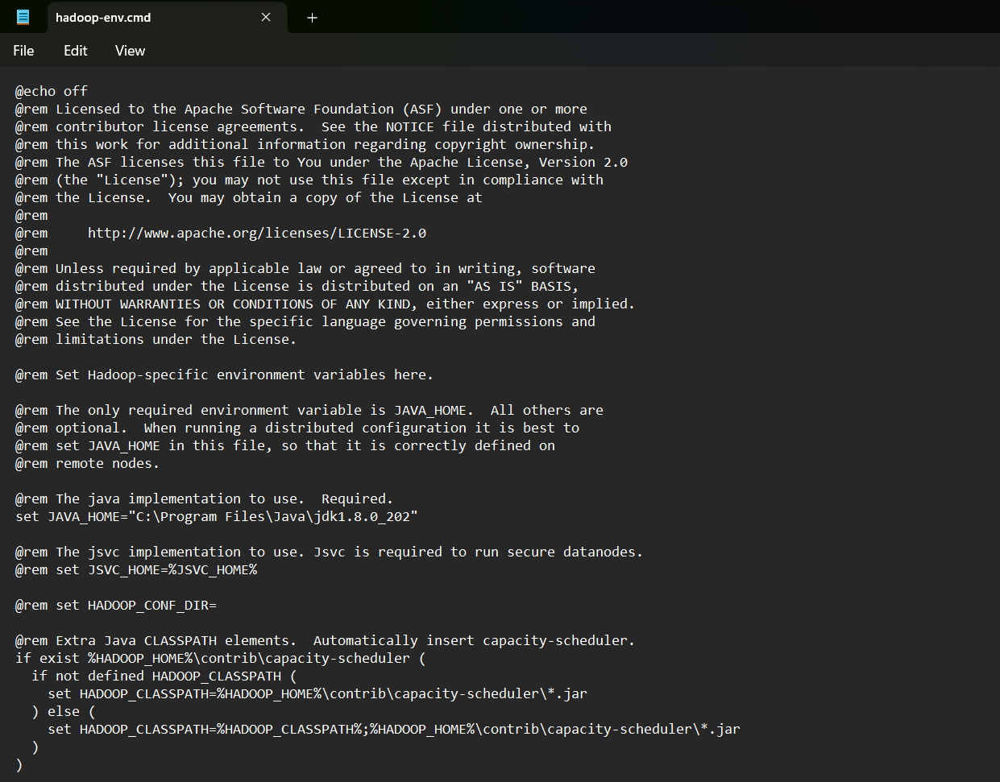 hadoop-env.cmd
File Edit View
@echo off
@rem Licensed to the Apache Software Foundation (ASF) under one or more
@rem contributor license agreements.  See the NOTICE file distributed with
@rem this work for additional information regarding copyright ownership.
@rem The ASF licenses this file to You under the Apache License, Version 2.0
@rem (the "License"); you may not use this file except in compliance with
@rem the License.  You may obtain a copy of the License at
@rem
@rem     http://www.apache.org/licenses/LICENSE-2.0
@rem
@rem Unless required by applicable law or agreed to in writing, software
@rem distributed under the License is distributed on an "AS IS" BASIS,
@rem WITHOUT WARRANTIES OR CONDITIONS OF ANY KIND, either express or implied.
@rem See the License for the specific language governing permissions and
@rem limitations under the License.

@rem Set Hadoop-specific environment variables here.

@rem The only required environment variable is JAVA_HOME.  All others are
@rem optional.  When running a distributed configuration it is best to
@rem set JAVA_HOME in this file, so that it is correctly defined on
@rem remote nodes.

@rem The java implementation to use.  Required.
set JAVA_HOME="C:\Program Files\Java\jdk1.8.0_202"

@rem The jsvc implementation to use. Jsvc is required to run secure datanodes.
@rem set JSVC_HOME=%JSVC_HOME%

@rem set HADOOP_CONF_DIR=

@rem Extra Java CLASSPATH elements.  Automatically insert capacity-scheduler.
if exist %HADOOP_HOME%\contrib\capacity-scheduler (
  if not defined HADOOP_CLASSPATH (
    set HADOOP_CLASSPATH=%HADOOP_HOME%\contrib\capacity-scheduler\*.jar
  ) else (
    set HADOOP_CLASSPATH=%HADOOP_CLASSPATH%;%HADOOP_HOME%\contrib\capacity-scheduler\*.jar
  )
)